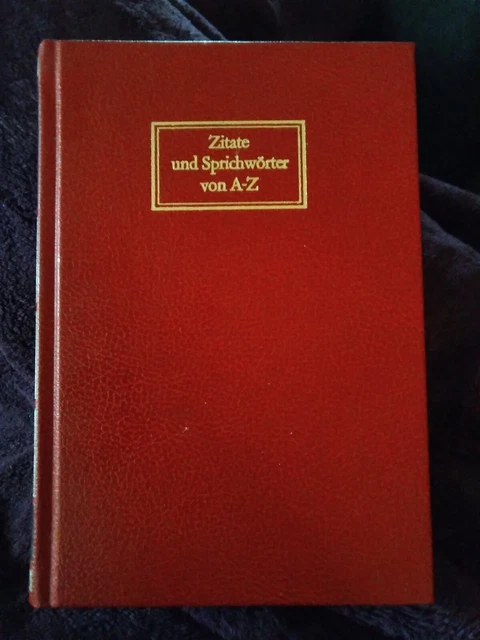 Zitate
und Sprichwörter
von A-Z